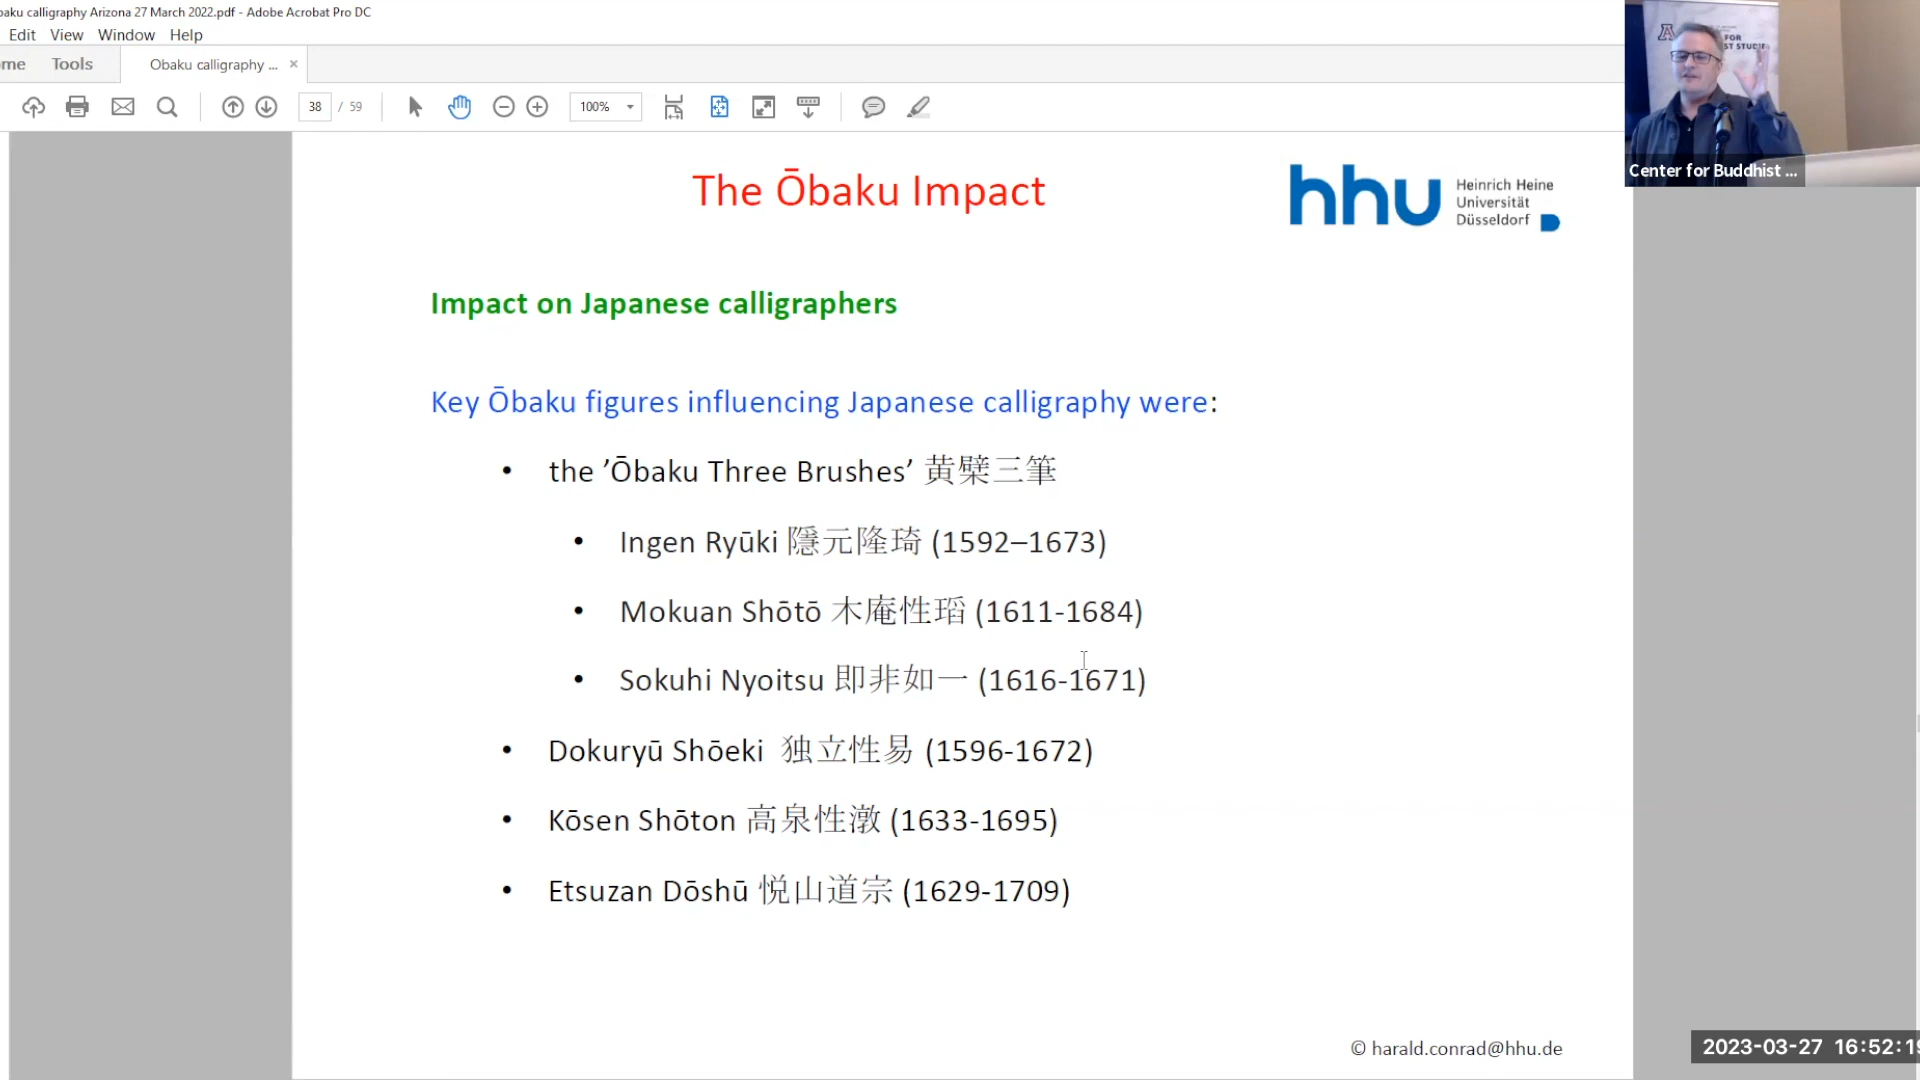 baku calligraphy Arizona 27 March 2022.pdf - Adobe Acrobat Pro DC
Edit View Window Help
me Tools Obaku calligraphy ... ×
38 / 59 100%
FOR
ST STUDIE
Center for Buddhist ...
The Ōbaku Impact
hhu Heinrich Heine
Universität
Düsseldorf
Impact on Japanese calligraphers
Key Ōbaku figures influencing Japanese calligraphy were:
• the ’Ōbaku Three Brushes’ 黄檗三筆
• Ingen Ryūki 隱元隆琦 (1592–1673)
• Mokuan Shōtō 木庵性瑫 (1611-1684)
• Sokuhi Nyoitsu 即非如一 (1616-1671)
• Dokuryū Shōeki 独立性易 (1596-1672)
• Kōsen Shōton 高泉性潡 (1633-1695)
• Etsuzan Dōshū 悦山道宗 (1629-1709)
© harald.conrad@hhu.de
2023-03-27 16:52:19